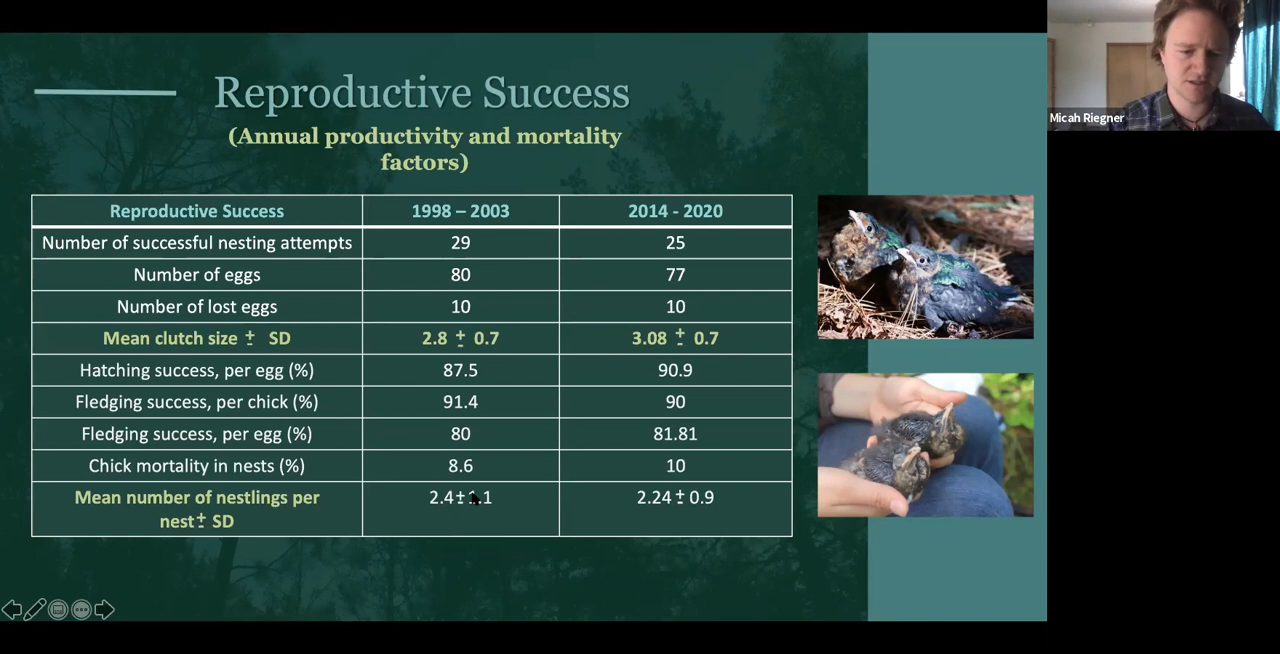 Reproductive Success
(Annual productivity and mortality
factors)
Reproductive Success 1998 – 2003 2014 - 2020
Number of successful nesting attempts 29 25
Number of eggs 80 77
Number of lost eggs 10 10
Mean clutch size ± SD 2.8 ± 0.7 3.08 ± 0.7
Hatching success, per egg (%) 87.5 90.9
Fledging success, per chick (%) 91.4 90
Fledging success, per egg (%) 80 81.81
Chick mortality in nests (%) 8.6 10
Mean number of nestlings per
nest± SD 2.4± 2.24 ± 0.9
Micah Riegner